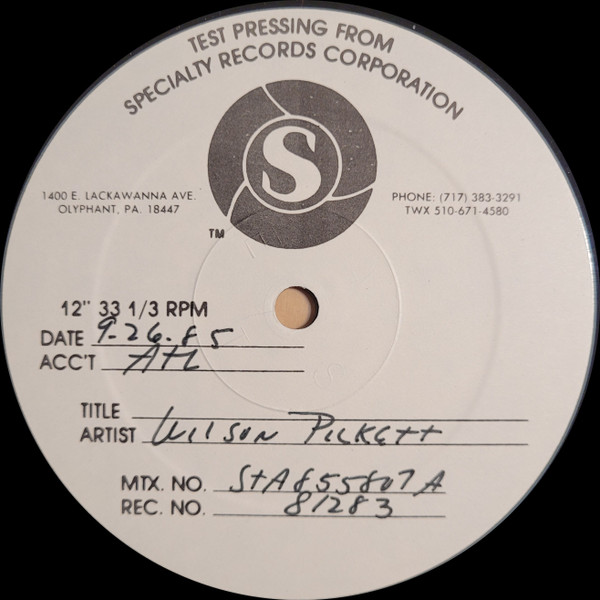 TEST PRESSING FROM
SPECIALTY RECORDS CORPORATION
S
TM
1400 E. LACKAWANNA AVE.
OLYPHANT, PA. 18447
PHONE: (717) 383-3291
TWX 510-671-4580
12" 33 1/3 RPM
DATE 9-26-85
ACC'T ATL
TITLE
ARTIST WILSON PICKETT
MTX. NO. StA855807A
REC. NO. 81283